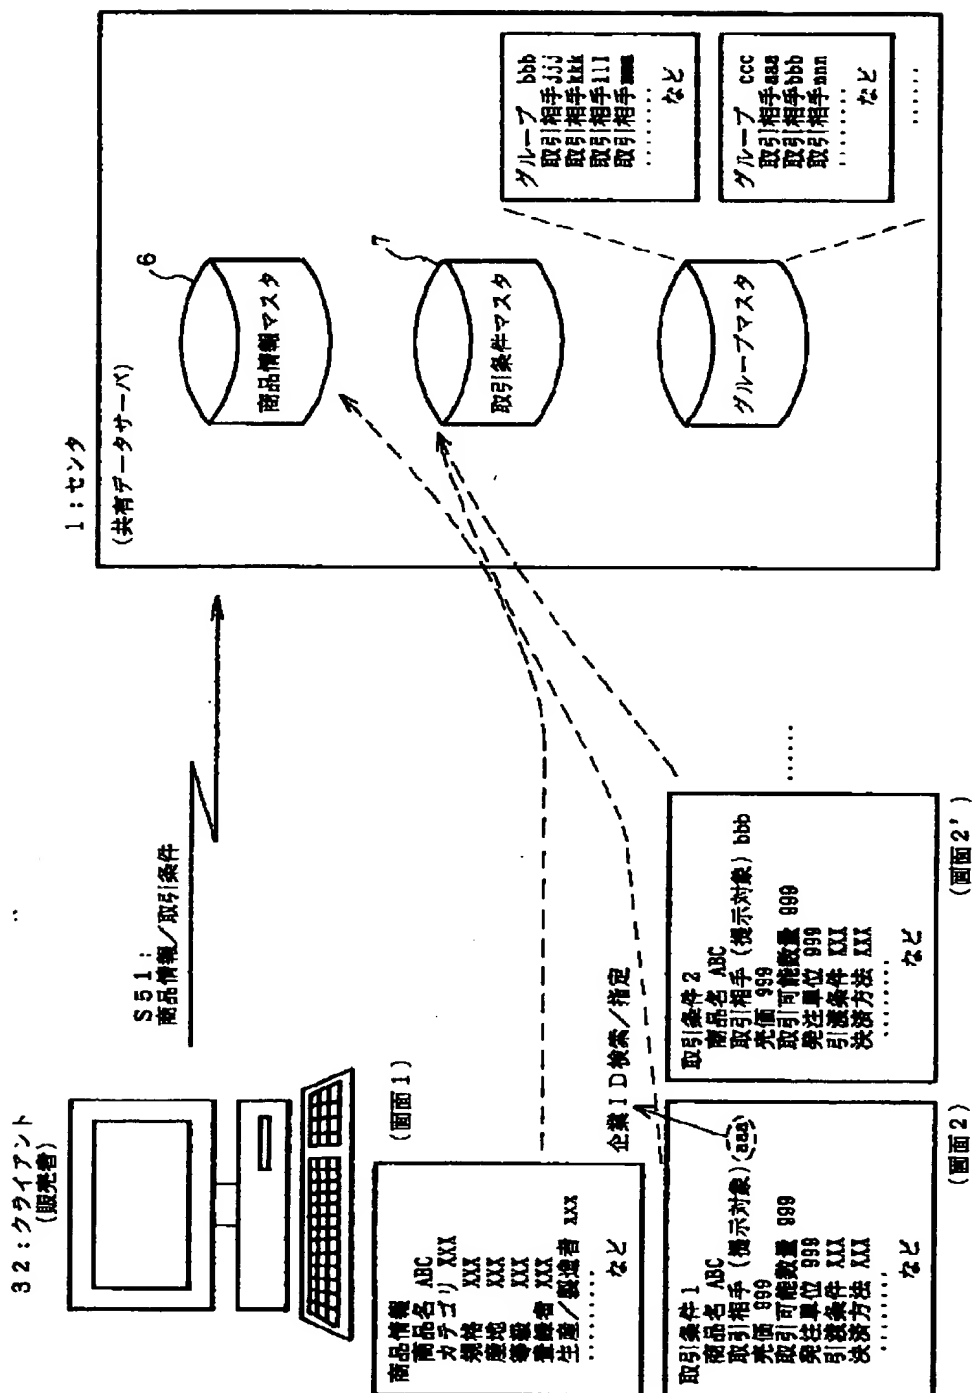 32:クライアント
(販売者)
S51:
商品情報/取引条件
1:センタ
(共有データサーバ)
6
商品情報マスタ
7
取引条件マスタ
グループマスタ
グループ bbb
取引相手jjj
取引相手kkk
取引相手lll
取引相手mmm
........ など
グループ ccc
取引相手aaa
取引相手bbb
取引相手nnn
........ など
......
(画面1)
商品情報
商品名 ABC
カテゴリ XXX
規格 XXX
産地 XXX
等級 XXX
荷者 XXX
生産/製造者 XXX
........ など
企業ID検索/指定
取引条件1
商品名 ABC
取引相手(提示対象)(aaa)
売価 999
取引可能数量 999
発注単位 999
引渡条件 XXX
決済方法 XXX
........ など
(画面2)
取引条件2
商品名 ABC
取引相手(提示対象) bbb
売価 999
取引可能数量 999
発注単位 999
引渡条件 XXX
決済方法 XXX
........ など
(画面2')
......